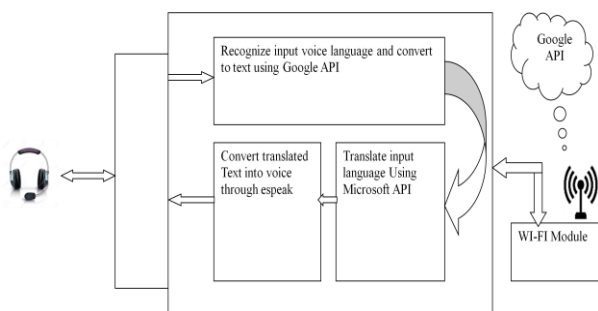 Recognize input voice language and convert
to text using Google API
Google
API
Convert translated
Text into voice
through espeak
Translate input
language Using
Microsoft API
WI-FI Module